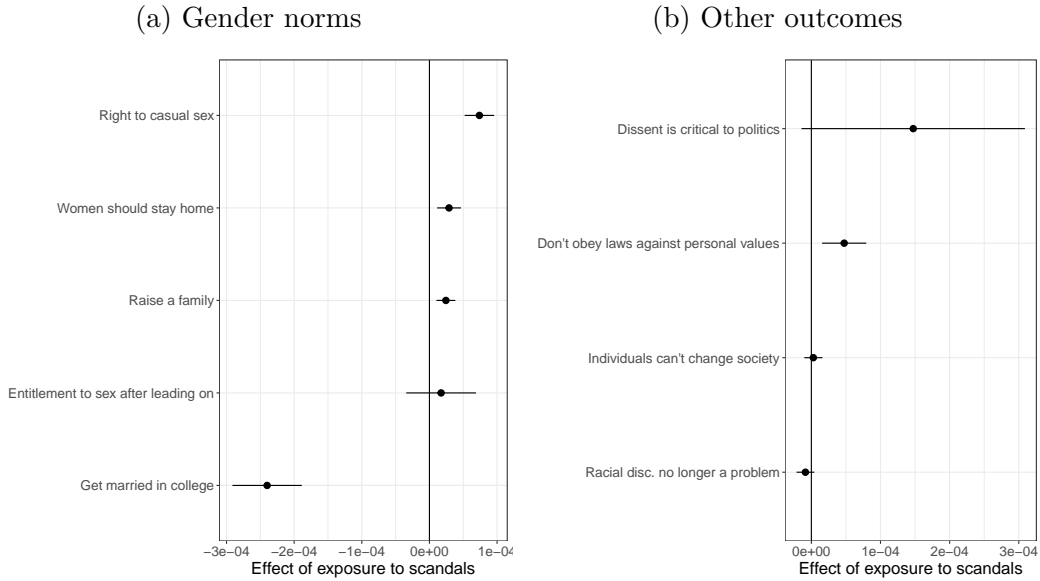 (a) Gender norms
Right to casual sex
Women should stay home
Raise a family
Entitlement to sex after leading on
Get married in college
−3e−04 −2e−04 −1e−04 0e+00 1e−04
Effect of exposure to scandals
(b) Other outcomes
Dissent is critical to politics
Don't obey laws against personal values
Individuals can't change society
Racial disc. no longer a problem
0e+00 1e−04 2e−04 3e−04
Effect of exposure to scandals